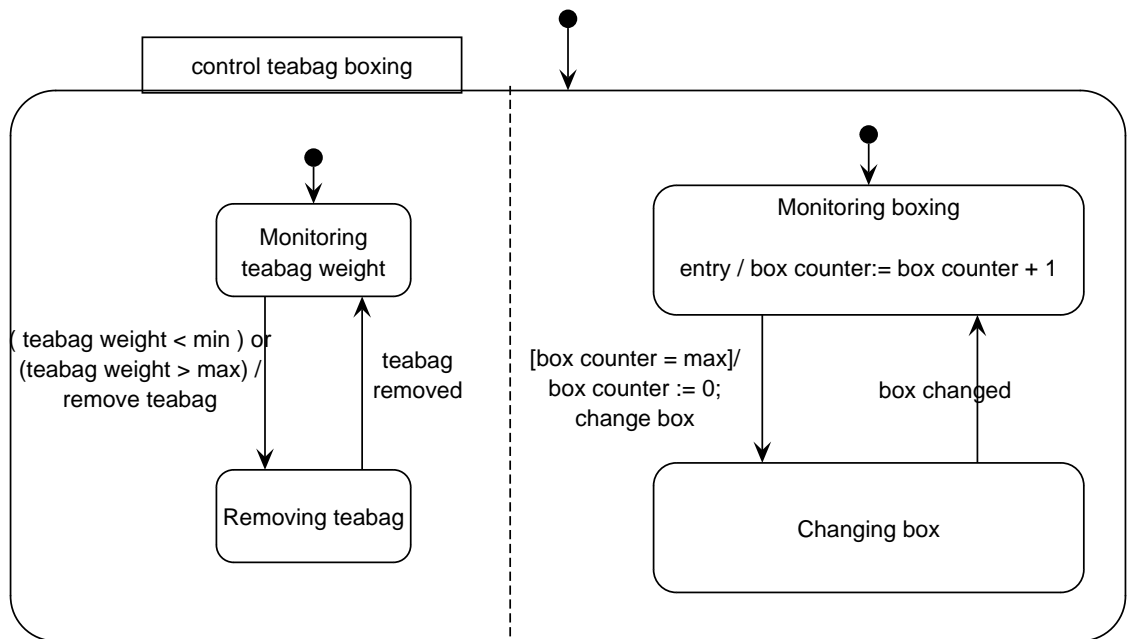 control teabag boxing
Monitoring
teabag weight
( teabag weight < min ) or
(teabag weight > max) /
remove teabag
teabag
removed
Removing teabag
Monitoring boxing
entry / box counter:= box counter + 1
[box counter = max]/
box counter := 0;
change box
box changed
Changing box